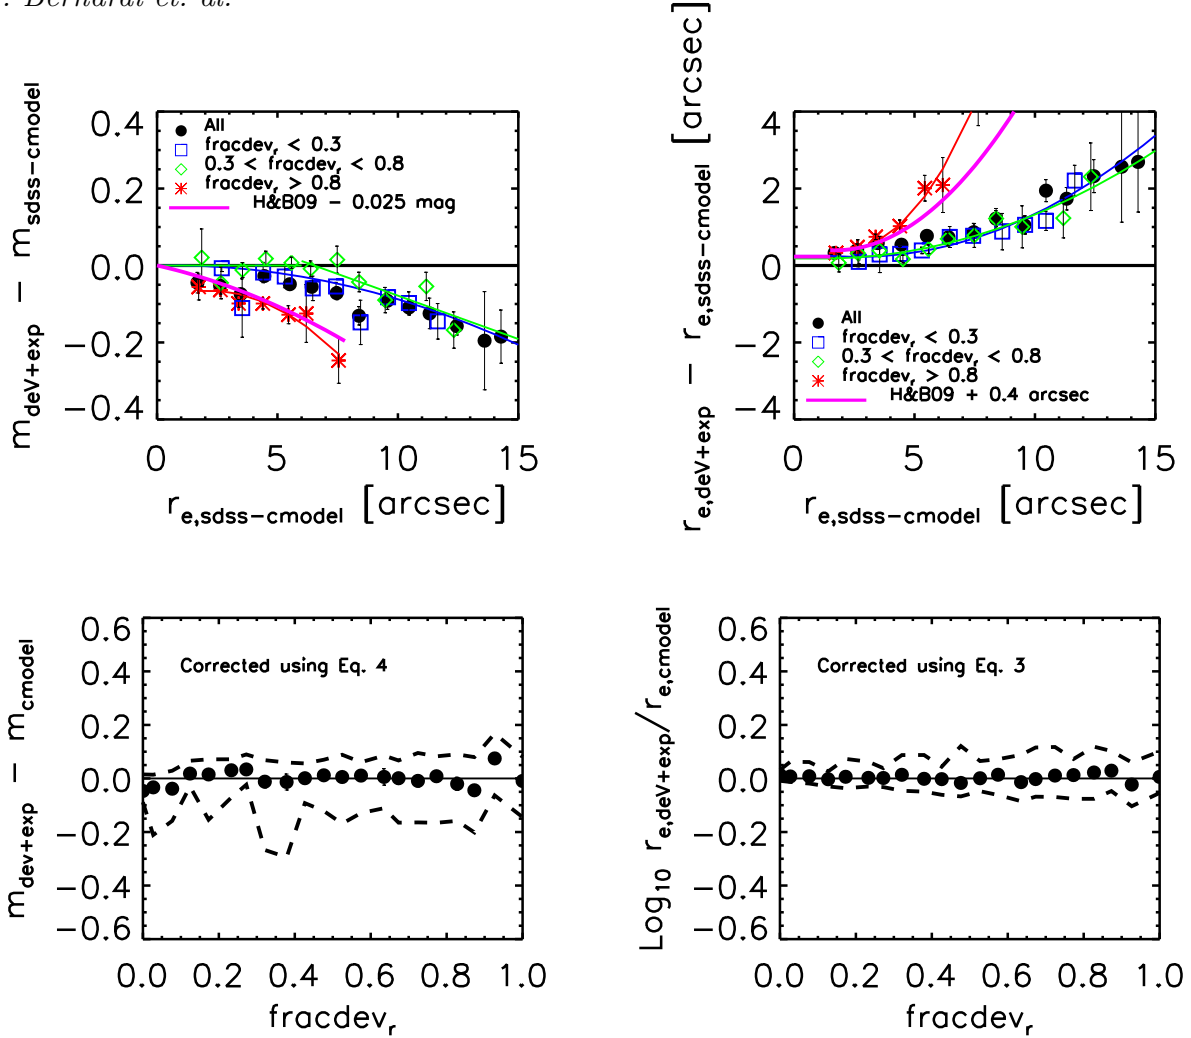 . Bernardi et. al.
m_deV+exp − m_sdss−cmodel
0.4
0.2
0.0
−0.2
−0.4
All
fracdev_r < 0.3
0.3 < fracdev_r < 0.8
fracdev_r > 0.8
H&B09 − 0.025 mag
0 5 10 15
r_e,sdss−cmodel [arcsec]
r_e,deV+exp − r_e,sdss−cmodel [arcsec]
4
2
0
−2
−4
All
fracdev_r < 0.3
0.3 < fracdev_r < 0.8
fracdev_r > 0.8
H&B09 + 0.4 arcsec
0 5 10 15
r_e,sdss−cmodel [arcsec]
m_dev+exp − m_crmodel
0.6
0.4
0.2
0.0
−0.2
−0.4
−0.6
Corrected using Eq. 4
0.0 0.2 0.4 0.6 0.8 1.0
fracdev_r
Log_10 r_e,dev+exp/r_e,cmodel
0.6
0.4
0.2
0.0
−0.2
−0.4
−0.6
Corrected using Eq. 3
0.0 0.2 0.4 0.6 0.8 1.0
fracdev_r